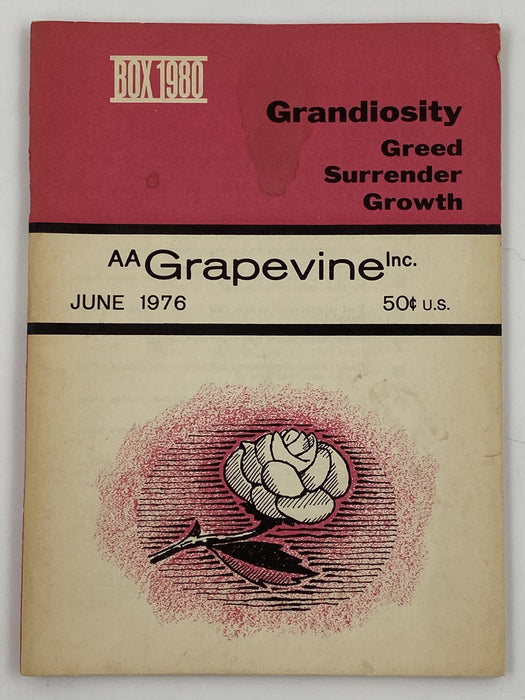 BOX 1980
Grandiosity
Greed
Surrender
Growth
AA Grapevine Inc.
JUNE 1976 50¢ U.S.